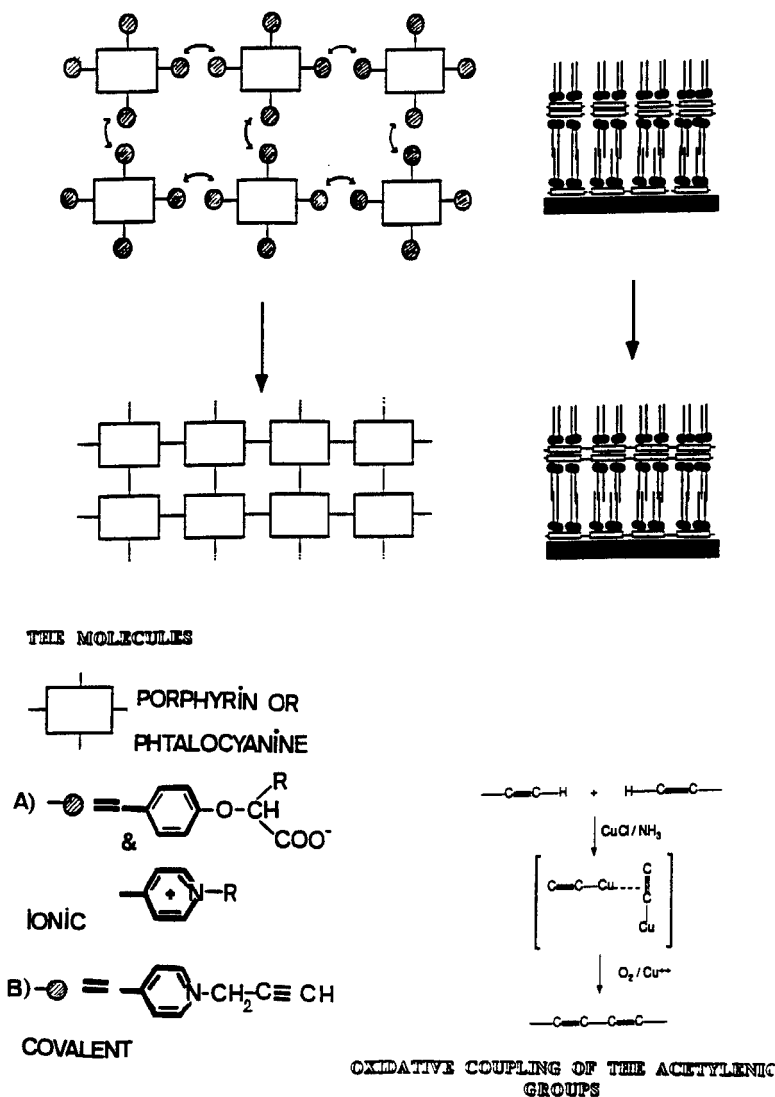 THE MOLECULES
PORPHYRiN OR
PHTALOCYANiNE
A)
R
O-CH
COO⁻
&
+
N-R
iONiC
B)
N-CH₂-C≡CH
COVALENT
—C≡C—H + H—C≡C—
CuCl / NH₃
C≡C—Cu----C≡C
Cu
O₂ / Cu⁺⁺
—C≡C—C≡C—
OXIDATIVE COUPLING OF THE ACETYLENIC
GROUPS